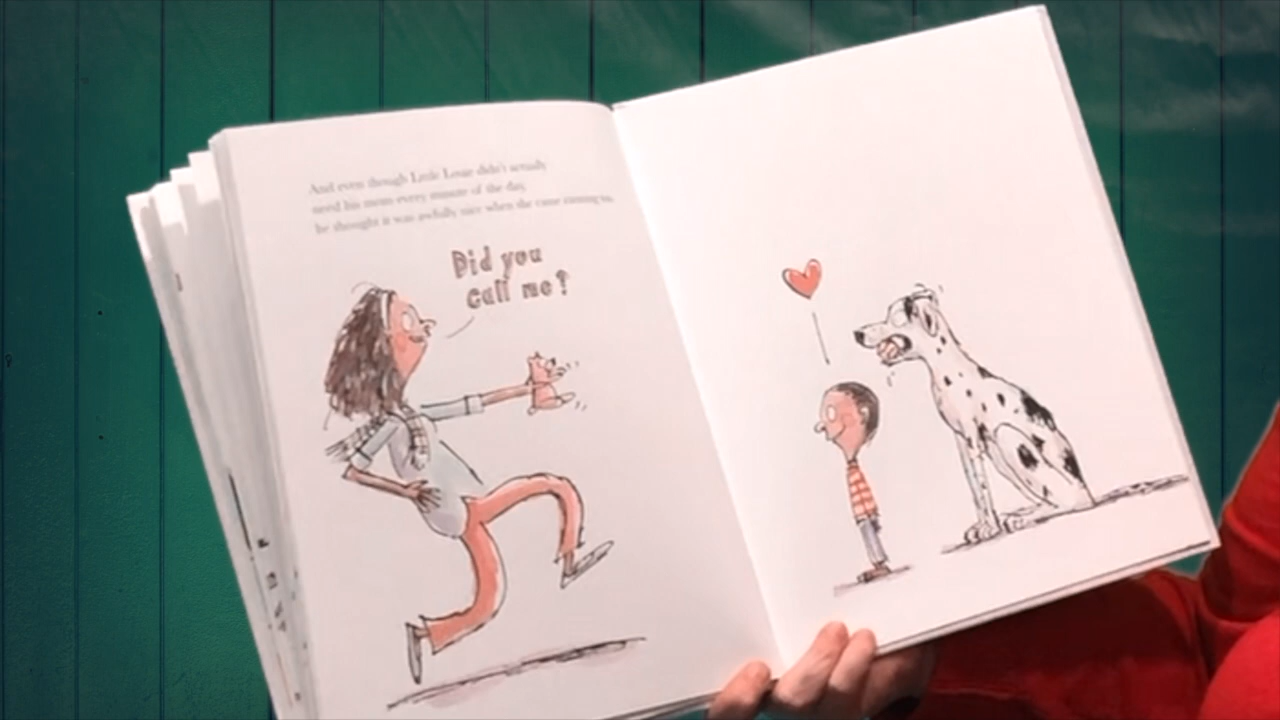 And even though Little Louie didn't actually
need his mom every minute of the day,
he thought it was awfully nice when she came running to.
Did you
call me?